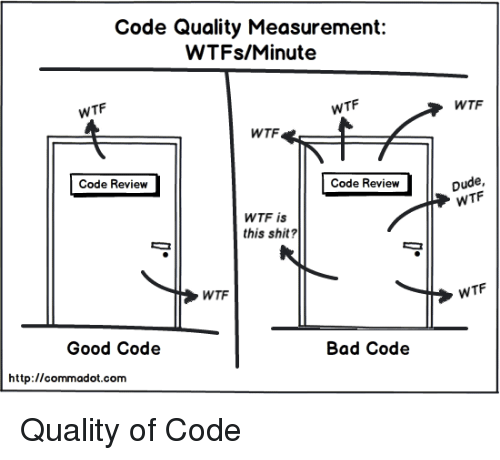 Code Quality Measurement:
WTFs/Minute
WTF
Code Review
WTF
Good Code
WTF
WTF
WTF
Code Review
Dude,
WTF
WTF is
this shit?
WTF
Bad Code
http://commadot.com
Quality of Code